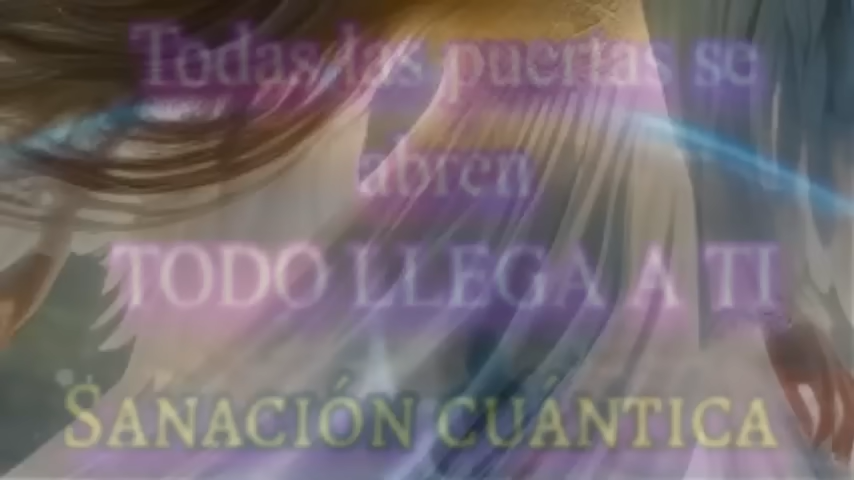 Todas las puertas se
abren
TODO LLEGA A TI
SANACIÓN CUÁNTICA